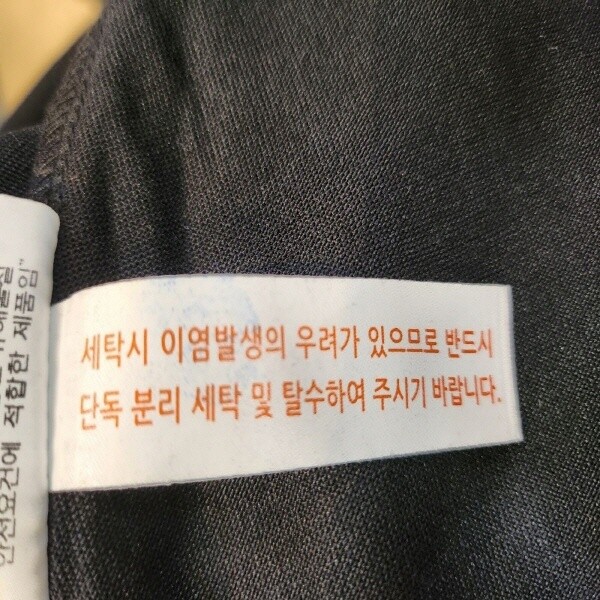 세탁시 이염발생의 우려가 있으므로 반드시
단독 분리 세탁 및 탈수하여 주시기 바랍니다.
안전요건에 적합한 제품임"